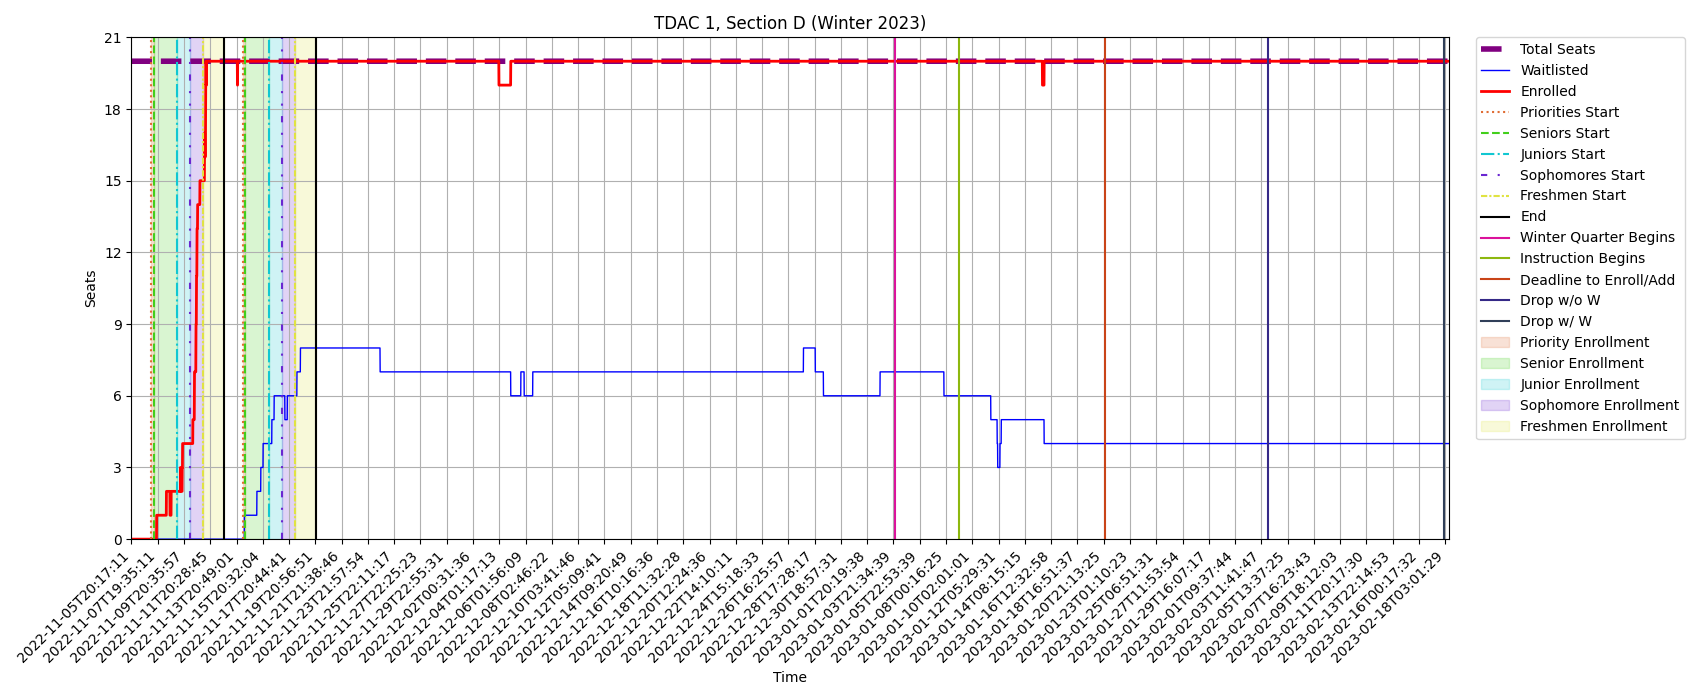 TDAC 1, Section D (Winter 2023)
Seats
21
18
15
12
9
6
3
0
2022-11-05T20:17:11
2022-11-07T19:35:11
2022-11-09T20:35:57
2022-11-11T20:28:45
2022-11-13T20:49:01
2022-11-15T20:32:04
2022-11-17T20:44:41
2022-11-19T20:56:51
2022-11-21T21:38:46
2022-11-23T21:57:54
2022-11-25T22:11:17
2022-11-27T22:25:23
2022-11-29T22:55:31
2022-12-02T00:31:36
2022-12-04T01:17:13
2022-12-06T01:56:09
2022-12-08T02:46:22
2022-12-10T03:41:46
2022-12-12T05:09:41
2022-12-14T09:20:49
2022-12-16T10:16:36
2022-12-18T11:32:28
2022-12-20T12:24:36
2022-12-22T14:10:11
2022-12-24T15:18:33
2022-12-26T16:25:57
2022-12-28T17:28:17
2022-12-30T18:57:31
2023-01-01T20:19:38
2023-01-03T21:34:39
2023-01-05T22:53:39
2023-01-08T00:16:25
2023-01-10T02:01:01
2023-01-12T05:29:31
2023-01-14T08:15:15
2023-01-16T12:32:58
2023-01-18T16:51:37
2023-01-20T21:13:25
2023-01-23T01:10:23
2023-01-25T06:51:31
2023-01-27T11:53:54
2023-01-29T16:07:17
2023-02-01T09:37:44
2023-02-03T11:41:47
2023-02-05T13:37:25
2023-02-07T16:23:43
2023-02-09T18:12:03
2023-02-11T20:17:30
2023-02-13T22:14:53
2023-02-16T00:17:32
2023-02-18T03:01:29
Time
Total Seats
Waitlisted
Enrolled
Priorities Start
Seniors Start
Juniors Start
Sophomores Start
Freshmen Start
End
Winter Quarter Begins
Instruction Begins
Deadline to Enroll/Add
Drop w/o W
Drop w/ W
Priority Enrollment
Senior Enrollment
Junior Enrollment
Sophomore Enrollment
Freshmen Enrollment